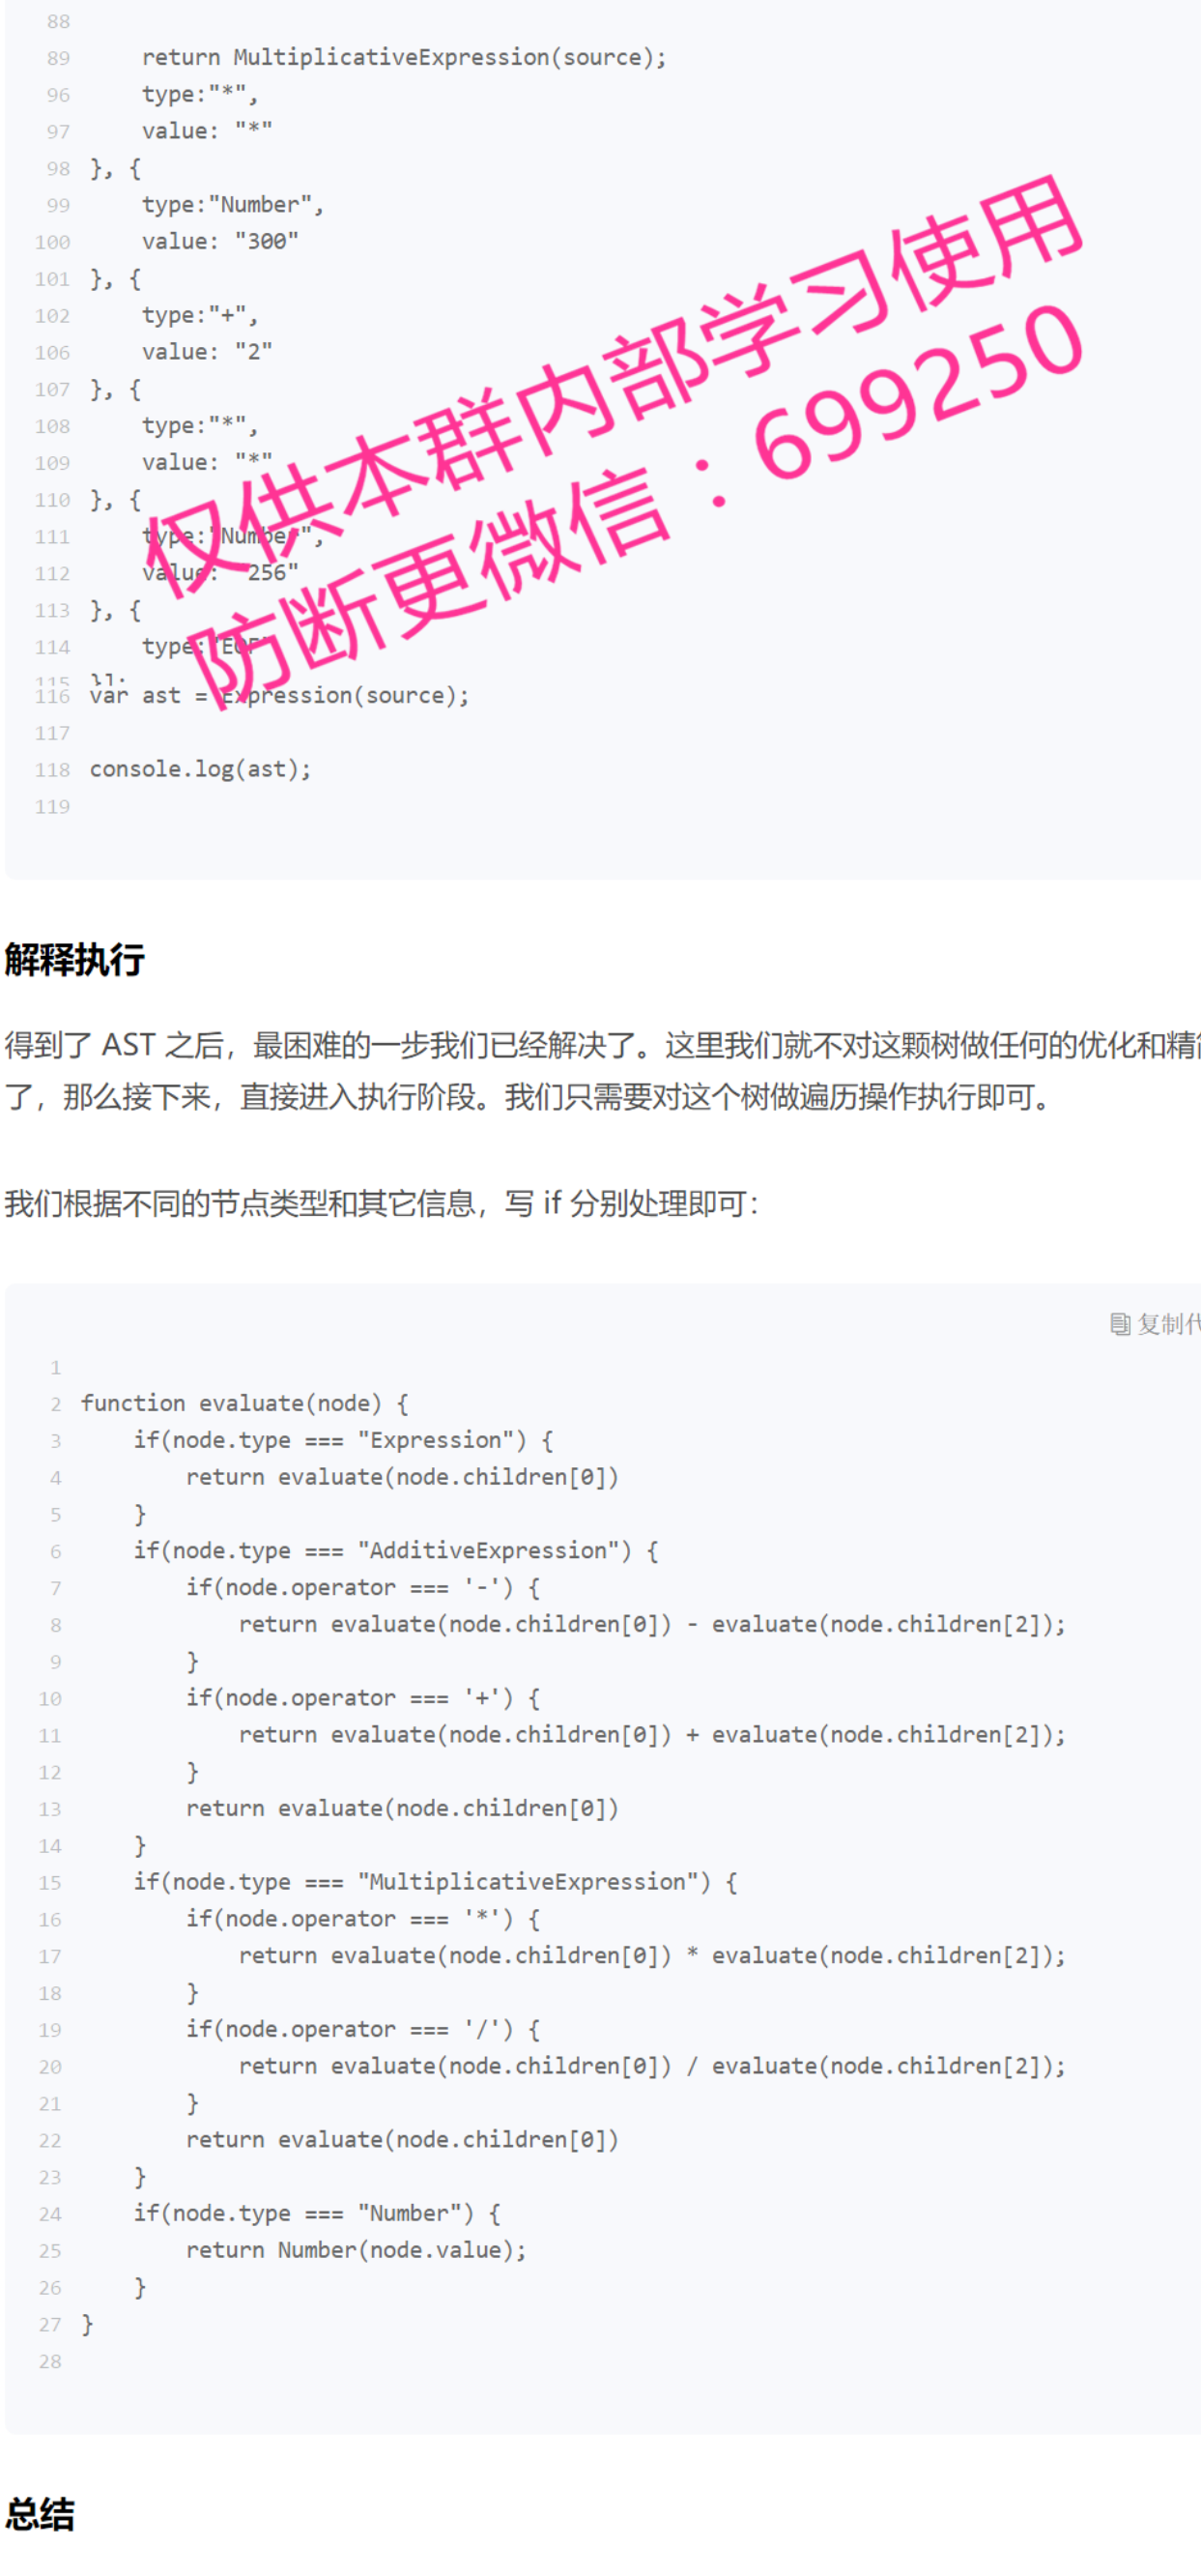 88
89 return MultiplicativeExpression(source);
96 type:"*",
97 value: "*"
98 }, {
99 type:"Number",
100 value: "300"
101 }, {
102 type:"+",
106 value: "2"
107 }, {
108 type:"*",
109 value: "*"
110 }, {
111 type:"Number",
112 value: "256"
113 }, {
114 type:"EOF"
115 }];
116 var ast = Expression(source);
117
118 console.log(ast);
119
仅供本群内部学习使用
防断更微信：699250
解释执行
得到了 AST 之后，最困难的一步我们已经解决了。这里我们就不对这颗树做任何的优化和精
了，那么接下来，直接进入执行阶段。我们只需要对这个树做遍历操作执行即可。
我们根据不同的节点类型和其它信息，写 if 分别处理即可：
复制代
1
2 function evaluate(node) {
3 if(node.type === "Expression") {
4 return evaluate(node.children[0])
5 }
6 if(node.type === "AdditiveExpression") {
7 if(node.operator === '-') {
8 return evaluate(node.children[0]) - evaluate(node.children[2]);
9 }
10 if(node.operator === '+') {
11 return evaluate(node.children[0]) + evaluate(node.children[2]);
12 }
13 return evaluate(node.children[0])
14 }
15 if(node.type === "MultiplicativeExpression") {
16 if(node.operator === '*') {
17 return evaluate(node.children[0]) * evaluate(node.children[2]);
18 }
19 if(node.operator === '/') {
20 return evaluate(node.children[0]) / evaluate(node.children[2]);
21 }
22 return evaluate(node.children[0])
23 }
24 if(node.type === "Number") {
25 return Number(node.value);
26 }
27 }
28
总结